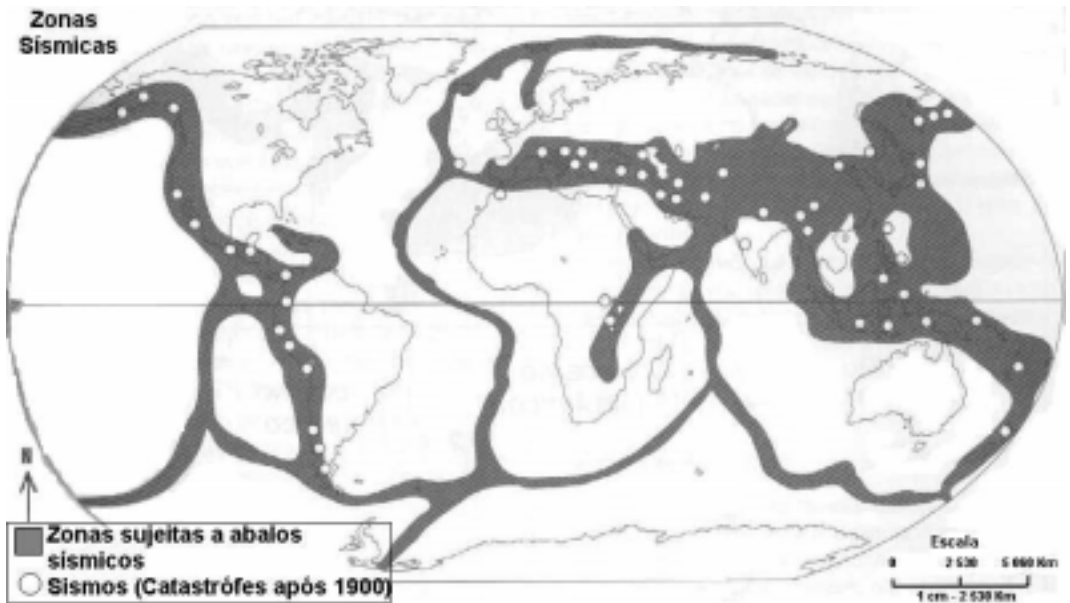 Zonas
Sísmicas
N
Zonas sujeitas a abalos
sísmicos
Sismos (Catastrófes após 1900)
Escala
0 2 530 5 060 Km
1 cm - 2 530 Km